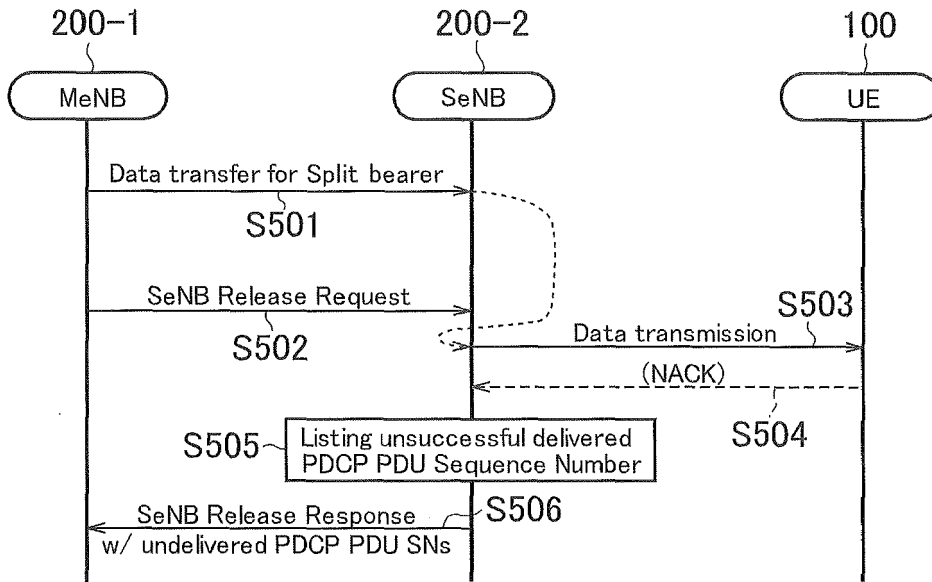 200-1
200-2
100
MeNB
SeNB
UE
Data transfer for Split bearer
S501
SeNB Release Request
S502
S503
Data transmission
(NACK)
S504
S505
Listing unsuccessful delivered
PDCP PDU Sequence Number
S506
SeNB Release Response
w/ undelivered PDCP PDU SNs